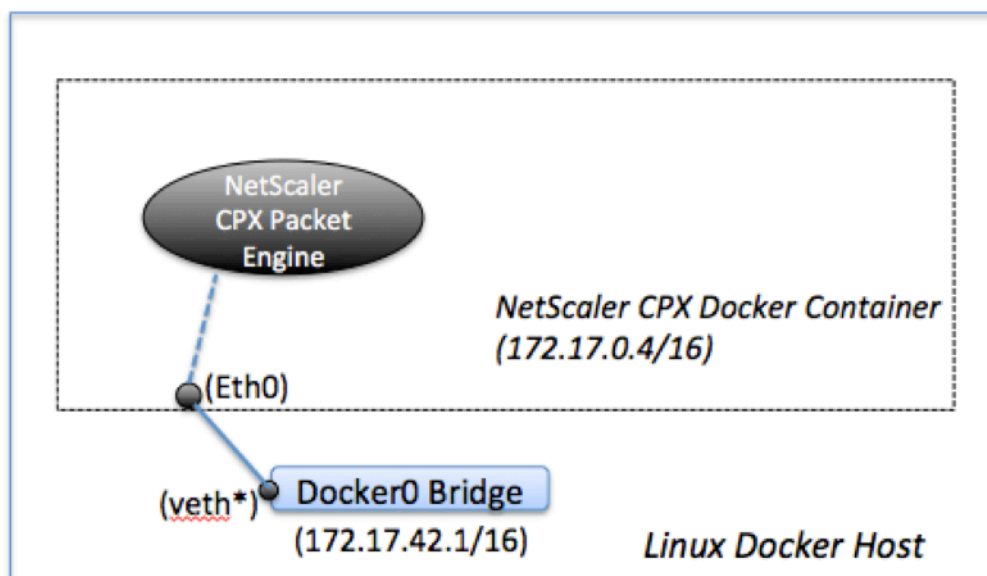 NetScaler
CPX Packet
Engine
NetScaler CPX Docker Container
(172.17.0.4/16)
(Eth0)
(veth*)
Docker0 Bridge
(172.17.42.1/16)
Linux Docker Host